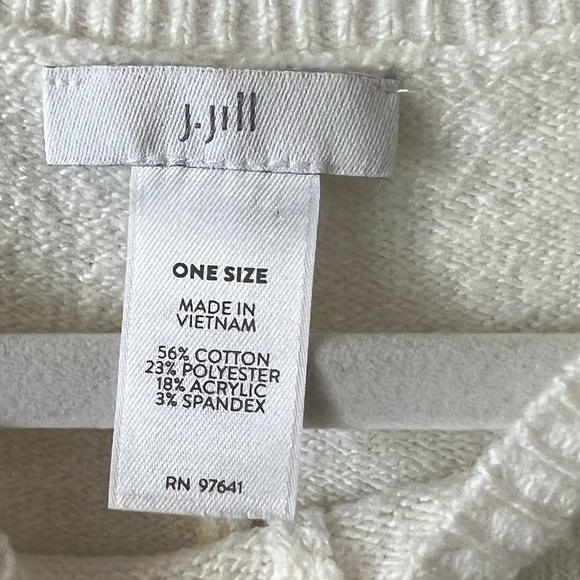 J.Jill
ONE SIZE
MADE IN
VIETNAM
56% COTTON
23% POLYESTER
18% ACRYLIC
3% SPANDEX
RN 97641